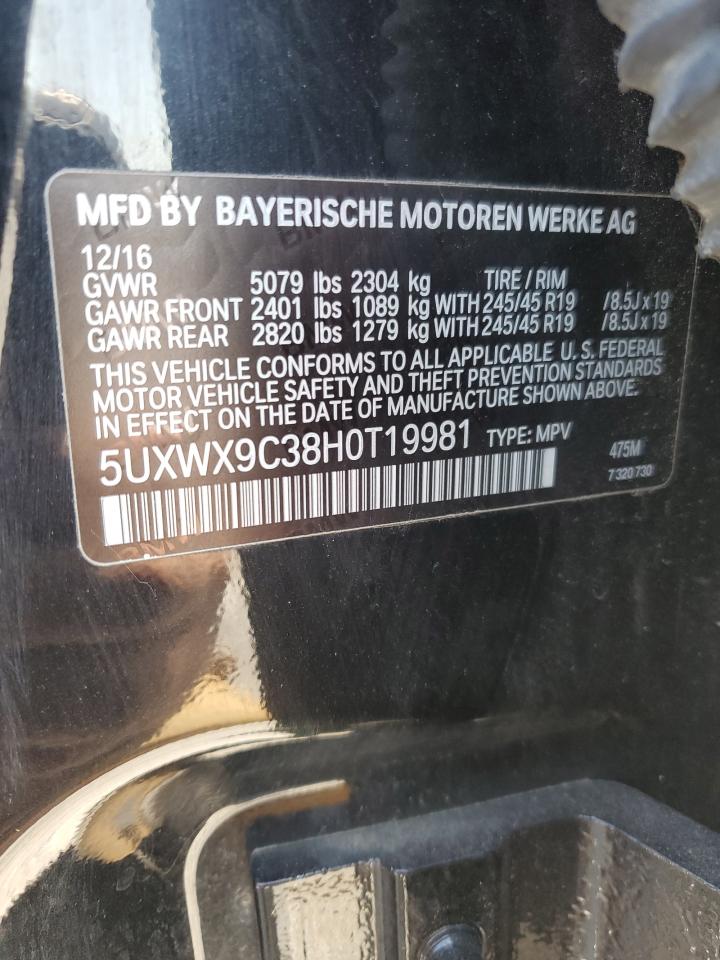 MFD BY BAYERISCHE MOTOREN WERKE AG
12/16
GVWR 5079 lbs 2304 kg TIRE / RIM
GAWR FRONT 2401 lbs 1089 kg WITH 245/45 R19 /8.5J x 19
GAWR REAR 2820 lbs 1279 kg WITH 245/45 R19 /8.5J x 19
THIS VEHICLE CONFORMS TO ALL APPLICABLE U. S. FEDERAL
MOTOR VEHICLE SAFETY AND THEFT PREVENTION STANDARDS
IN EFFECT ON THE DATE OF MANUFACTURE SHOWN ABOVE.
5UXWX9C38H0T19981 TYPE: MPV 475M
7 320 730